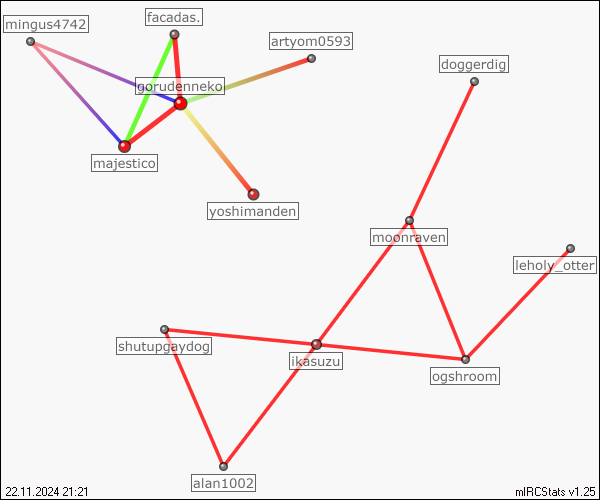 mingus4742
facadas.
artyom0593
doggerdig
gorudenneko
majestico
yoshimanden
moonraven
leholy_otter
shutupgaydog
ikasuzu
ogshroom
alan1002
22.11.2024 21:21
mIRCStats v1.25